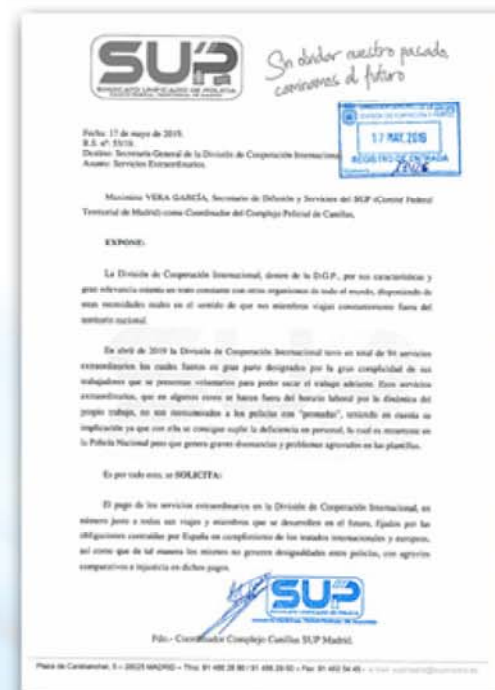 SUP
SINDICATO UNIFICADO DE POLICÍA
Sin olvidar nuestro pasado,
caminamos al futuro
Fecha: 17 de mayo de 2019.
Destino: Secretaría General de la División de Cooperación Internacional
Asunto: Servicios Extraordinarios.
17 MAY. 2019
REGISTRO DE ENTRADA
Maximino VERA GARCÍA, Secretario de Difusión y Servicios del SUP (Comité Federal
Territorial de Madrid) como Coordinador del Complejo Policial de Canillas.
EXPONE:
La División de Cooperación Internacional, dentro de la D.G.P., por sus características y
gran relevancia ostenta un trato constante con otros organismos de todo el mundo, disponiendo de
unas necesidades reales en el sentido de que sus miembros viajan constantemente fuera del
territorio nacional.
En abril de 2019 la División de Cooperación Internacional tuvo un total de 94 servicios
extraordinarios los cuales fueron en gran parte designados por la gran complicidad de sus
trabajadores que se presentan voluntarios para poder sacar el trabajo adelante. Estos servicios
extraordinarios, que en algunos casos se hacen fuera del horario laboral por la dinámica del
propio trabajo, no son remunerados a los policías con "pernadas", teniendo en cuenta su
implicación ya que con ella se consigue suplir la deficiencia en personal, lo cual es recurrente en
la Policía Nacional pero que genera graves disonancias y problemas agravados en las plantillas.
Es por todo esto, se SOLICITA:
El pago de los servicios extraordinarios en la División de Cooperación Internacional, en
número justo a todos sus viajes y miembros que se desarrollen en el futuro, fijados por las
obligaciones contraídas por España en cumplimiento de los tratados internacionales y europeos,
así como que de tal manera los mismos no generen desigualdades entre policías, con agravios
comparativos e injusticia en dichos pagos.
SUP
Fdo.- Coordinador Complejo Canillas SUP Madrid.
Plaza de Carabanchel, 5 – 28025 MADRID –